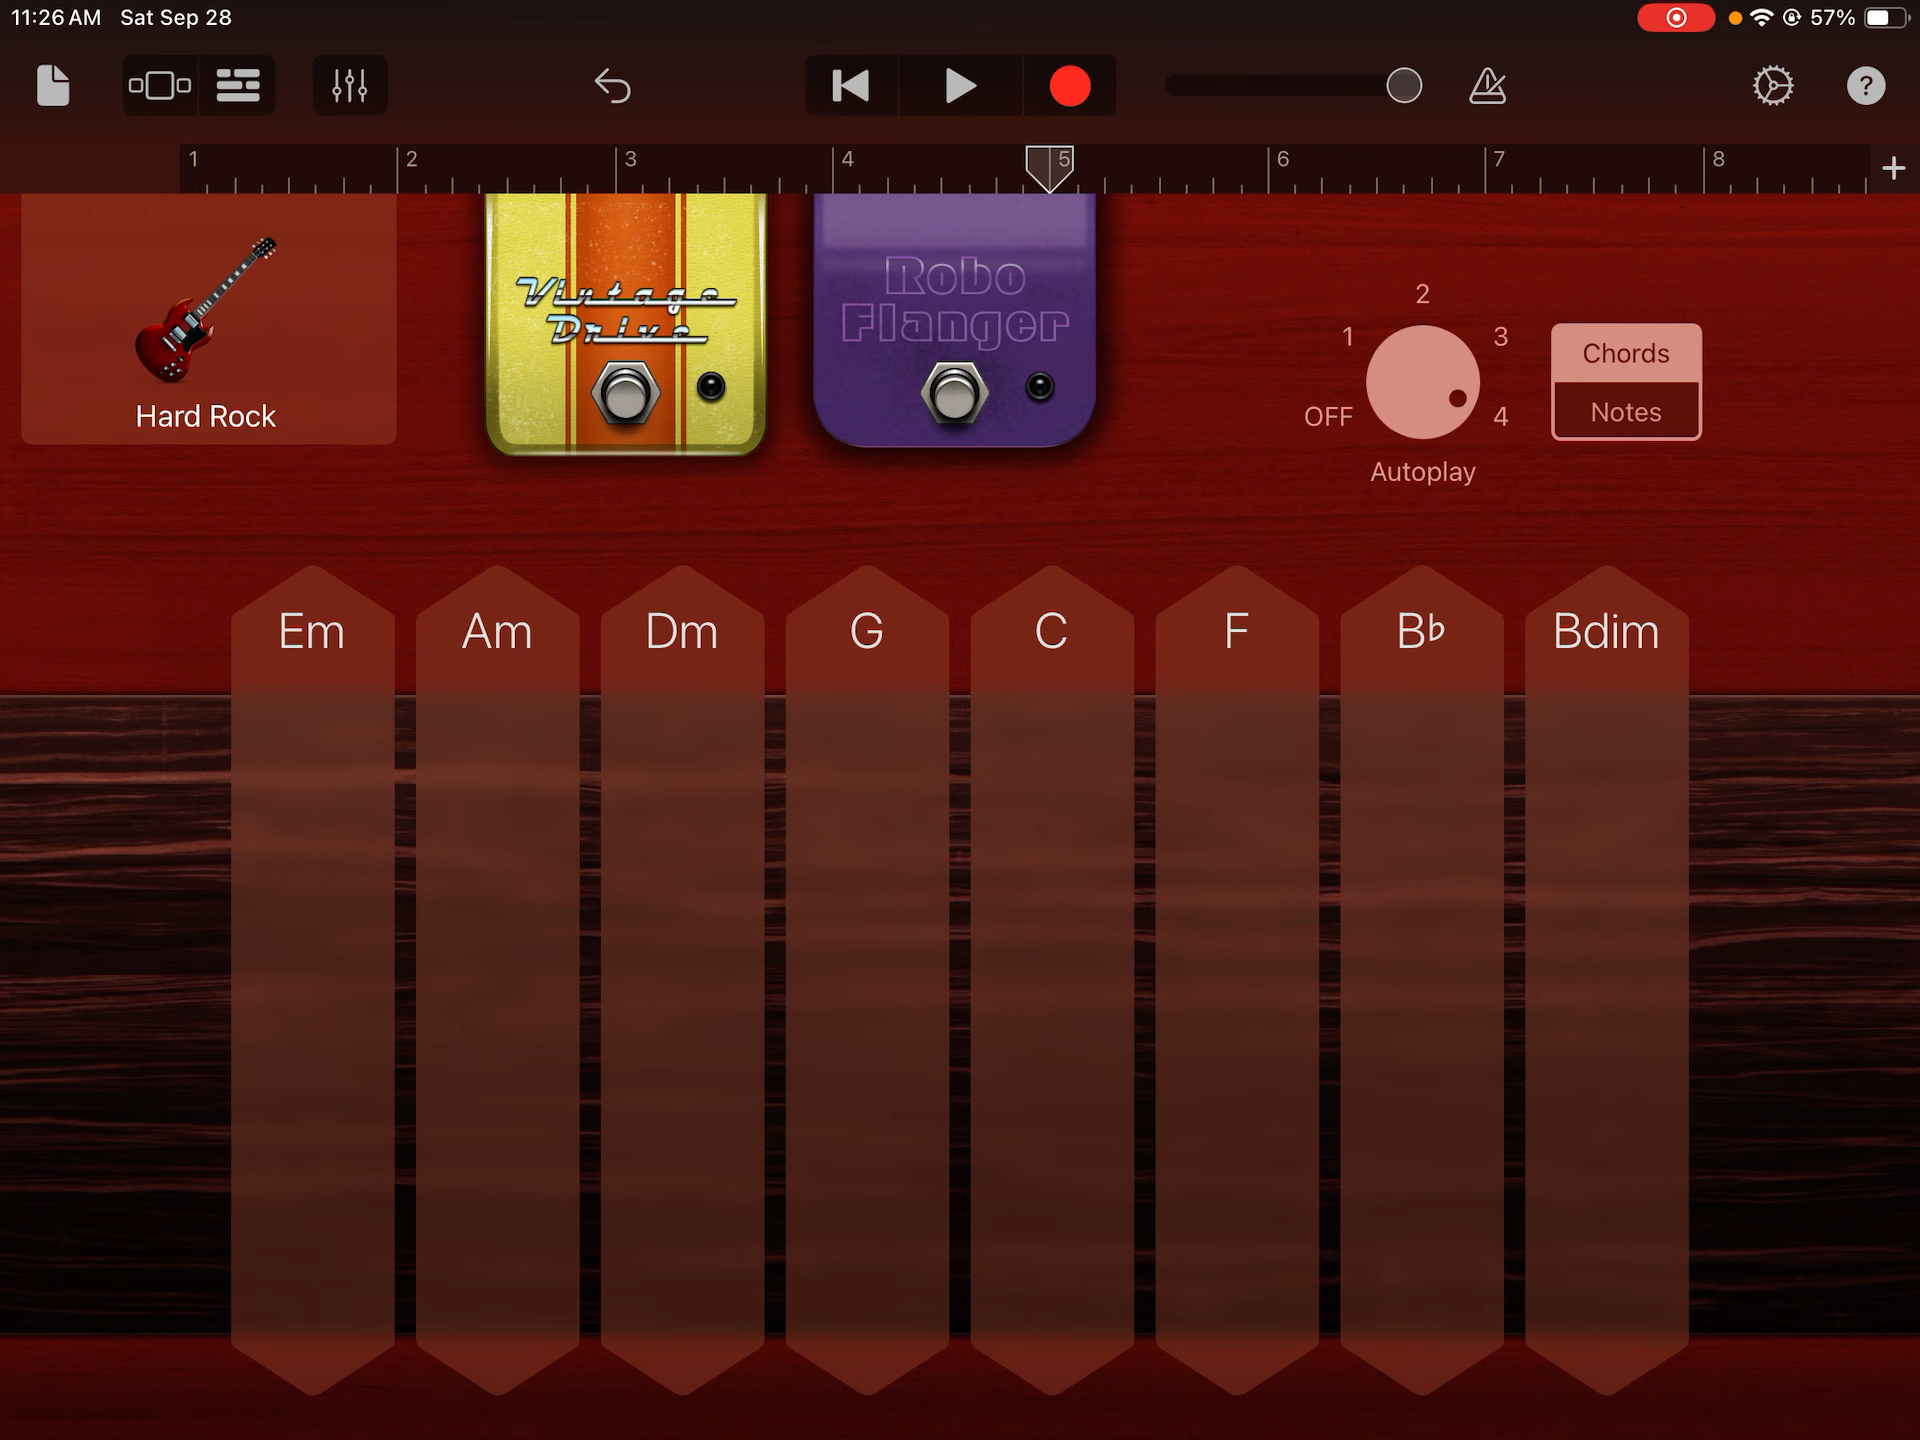 11:26 AM Sat Sep 28
57%
1 2 3 4 5 6 7 8
Vintage
Drive
Robo
Flanger
Hard Rock
2
1 3
OFF 4
Autoplay
Chords
Notes
Em Am Dm G C F B♭ Bdim